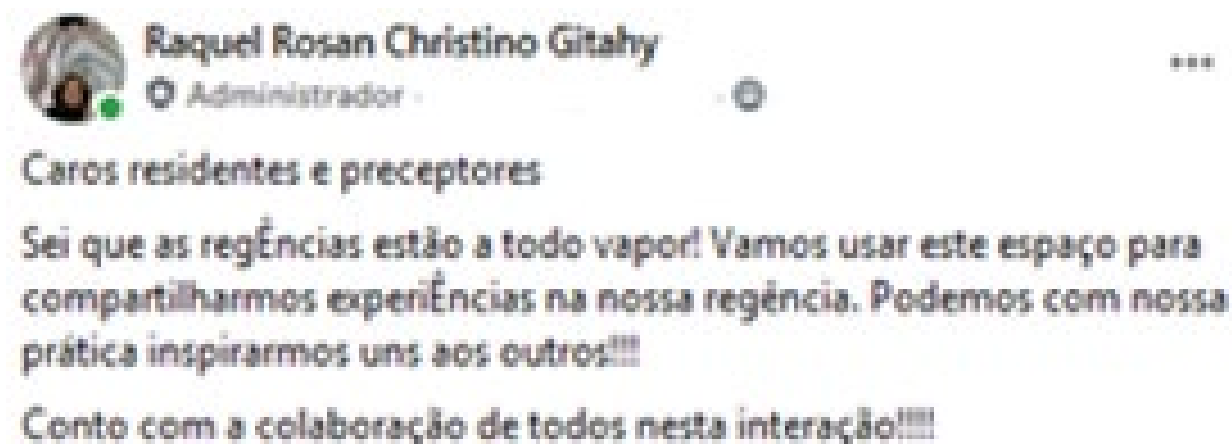 Raquel Rosan Christino Gitahy
Administrador ·
Caros residentes e preceptores
Sei que as regÊncias estão a todo vapor! Vamos usar este espaço para
compartilharmos experiÊncias na nossa regência. Podemos com nossa
prática inspirarmos uns aos outros!!!
Conto com a colaboração de todos nesta interação!!!!